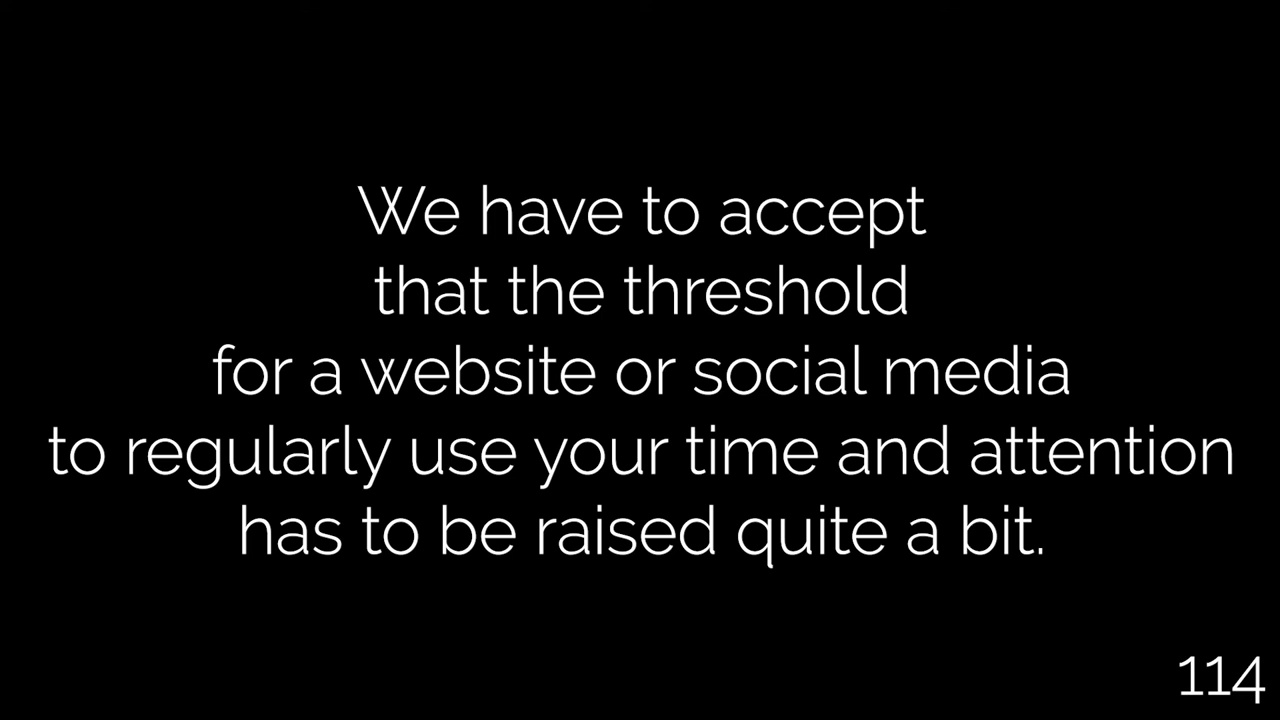 We have to accept
that the threshold
for a website or social media
to regularly use your time and attention
has to be raised quite a bit.
114